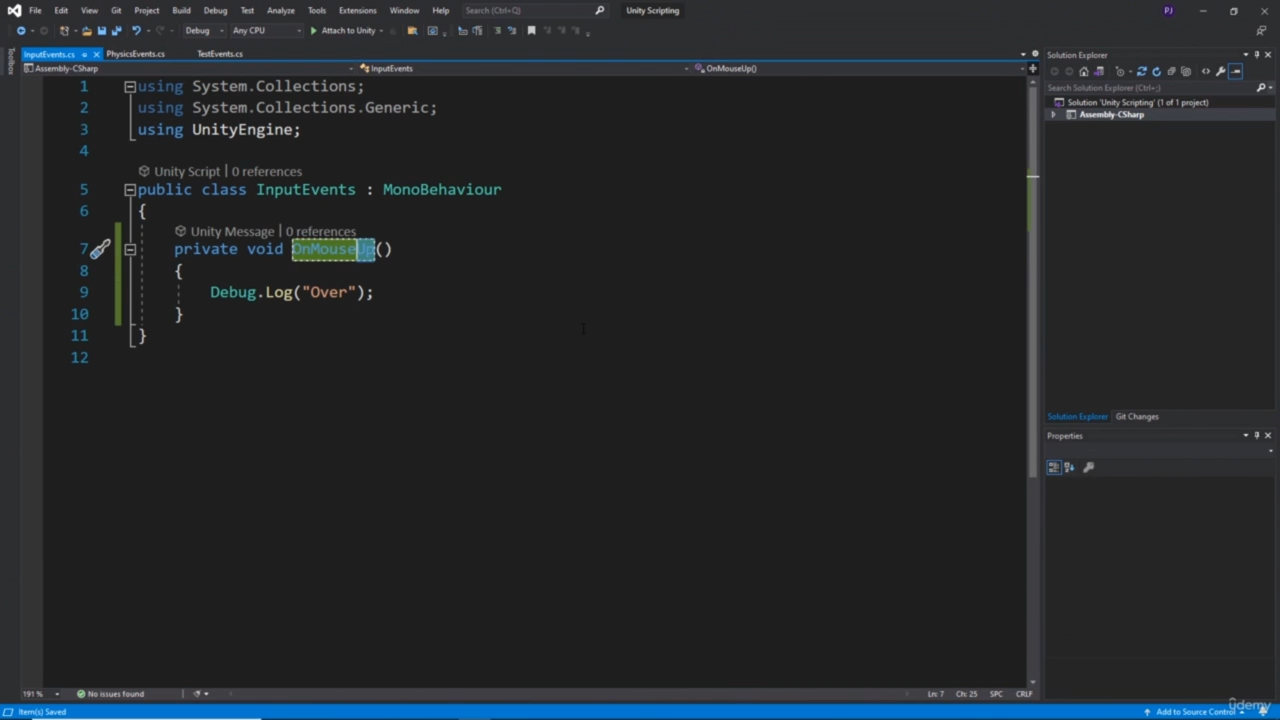 File Edit View Git Project Build Debug Test Analyze Tools Extensions Window Help Search (Ctrl+Q) Unity Scripting PJ
Debug Any CPU Attach to Unity
Toolbox
InputEvents.cs PhysicsEvents.cs TestEvents.cs
Assembly-CSharp InputEvents OnMouseUp()
1 using System.Collections;
2 using System.Collections.Generic;
3 using UnityEngine;
4
Unity Script | 0 references
5 public class InputEvents : MonoBehaviour
6 {
Unity Message | 0 references
7 private void OnMouseUp()
8 {
9 Debug.Log("Over");
10 }
11 }
12
Solution Explorer
Search Solution Explorer (Ctrl+;)
Solution 'Unity Scripting' (1 of 1 project)
Assembly-CSharp
Solution Explorer Git Changes
Properties
191 % No issues found Ln: 7 Ch: 25 SPC CRLF
Item(s) Saved Add to Source Control
udemy